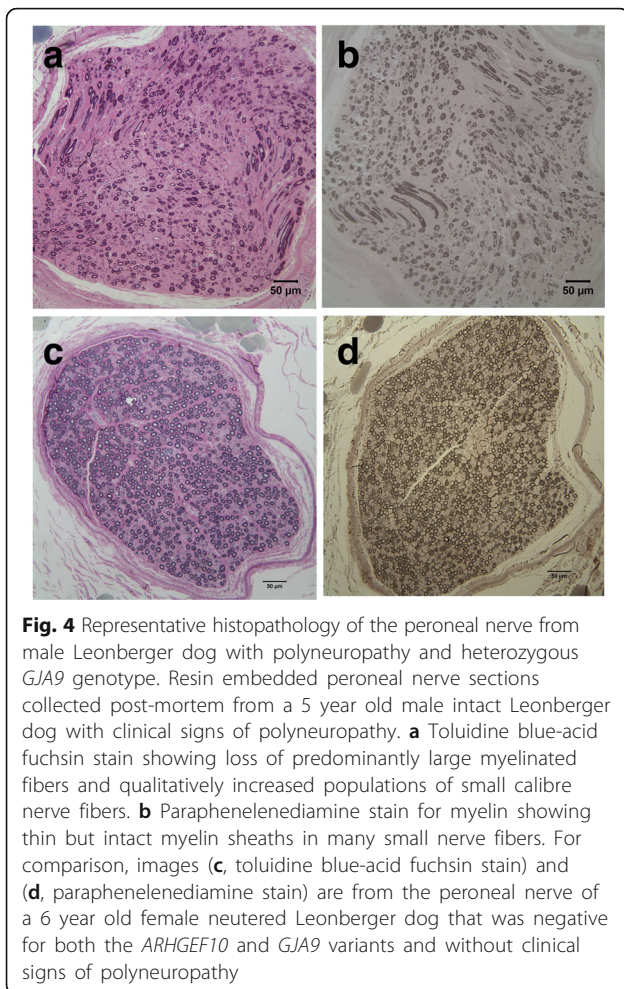 a
b
50 µm
50 µm
c
d
50 µm
50 µm
Fig. 4 Representative histopathology of the peroneal nerve from
male Leonberger dog with polyneuropathy and heterozygous
GJA9 genotype. Resin embedded peroneal nerve sections
collected post-mortem from a 5 year old male intact Leonberger
dog with clinical signs of polyneuropathy. a Toluidine blue-acid
fuchsin stain showing loss of predominantly large myelinated
fibers and qualitatively increased populations of small calibre
nerve fibers. b Paraphenelenediamine stain for myelin showing
thin but intact myelin sheaths in many small nerve fibers. For
comparison, images (c, toluidine blue-acid fuchsin stain) and
(d, paraphenelenediamine stain) are from the peroneal nerve of
a 6 year old female neutered Leonberger dog that was negative
for both the ARHGEF10 and GJA9 variants and without clinical
signs of polyneuropathy